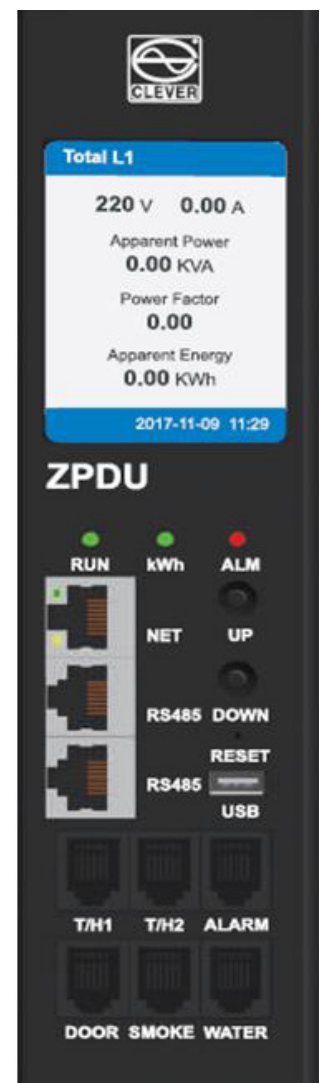 CLEVER
Total L1
220 V 0.00 A
Apparent Power
0.00 KVA
Power Factor
0.00
Apparent Energy
0.00 KWh
2017-11-09 11:29
ZPDU
RUN kWh ALM
NET UP
RS485 DOWN
RESET
RS485
USB
T/H1 T/H2 ALARM
DOOR SMOKE WATER